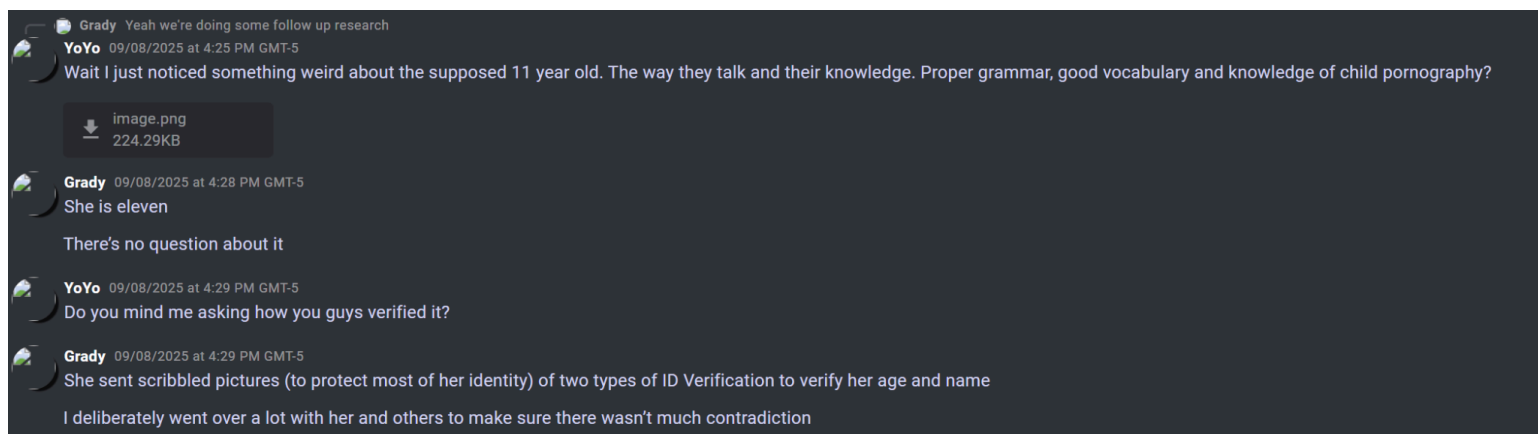 Grady Yeah we're doing some follow up research
YoYo 09/08/2025 at 4:25 PM GMT-5
Wait I just noticed something weird about the supposed 11 year old. The way they talk and their knowledge. Proper grammar, good vocabulary and knowledge of child pornography?
image.png
224.29KB
Grady 09/08/2025 at 4:28 PM GMT-5
She is eleven
There's no question about it
YoYo 09/08/2025 at 4:29 PM GMT-5
Do you mind me asking how you guys verified it?
Grady 09/08/2025 at 4:29 PM GMT-5
She sent scribbled pictures (to protect most of her identity) of two types of ID Verification to verify her age and name
I deliberately went over a lot with her and others to make sure there wasn't much contradiction